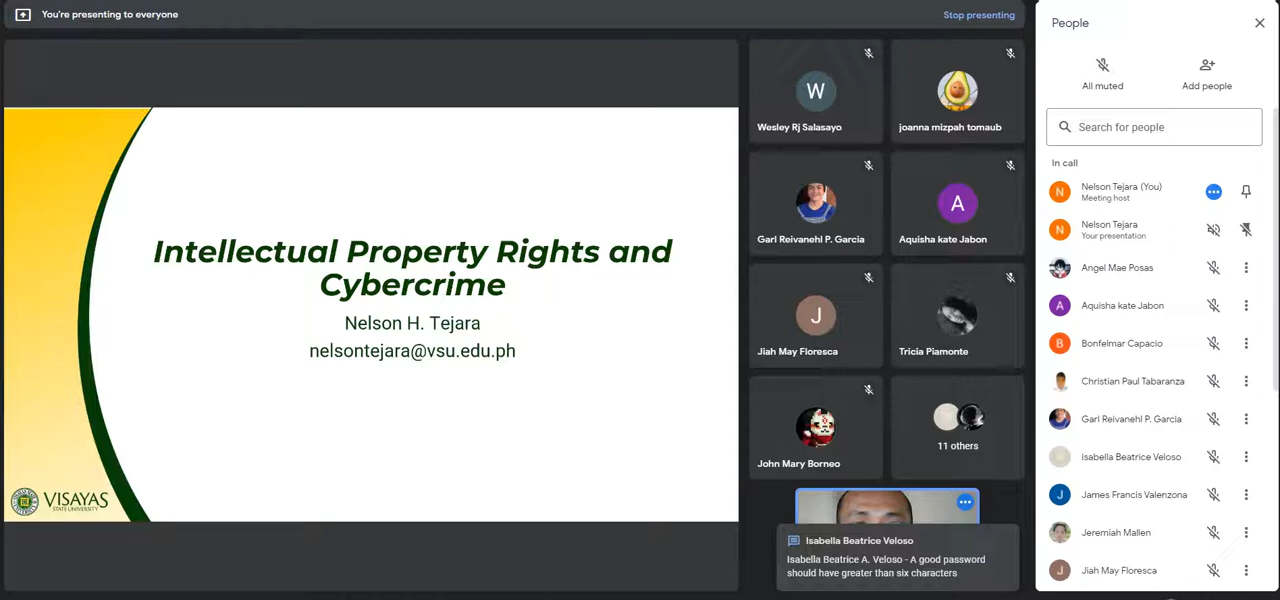 You're presenting to everyone
Stop presenting
Intellectual Property Rights and
Cybercrime
Nelson H. Tejara
nelsontejara@vsu.edu.ph
VISAYAS
STATE UNIVERSITY
W
Wesley Rj Salasayo
joanna mizpah tomaub
Garl Reivanehl P. Garcia
A
Aquisha kate Jabon
J
Jiah May Floresca
Tricia Piamonte
John Mary Borneo
11 others
Isabella Beatrice Veloso
Isabella Beatrice A. Veloso - A good password
should have greater than six characters
People
All muted
Add people
Search for people
In call
N
Nelson Tejara (You)
Meeting host
N
Nelson Tejara
Your presentation
Angel Mae Posas
A
Aquisha kate Jabon
B
Bonfelmar Capacio
Christian Paul Tabaranza
Garl Reivanehl P. Garcia
Isabella Beatrice Veloso
J
James Francis Valenzona
Jeremiah Mallen
J
Jiah May Floresca